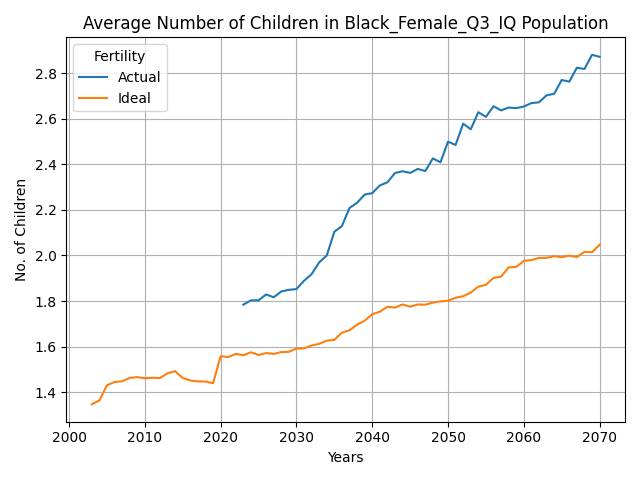 Average Number of Children in Black_Female_Q3_IQ Population
Fertility
Actual
Ideal
No. of Children
2.8
2.6
2.4
2.2
2.0
1.8
1.6
1.4
2000 2010 2020 2030 2040 2050 2060 2070
Years